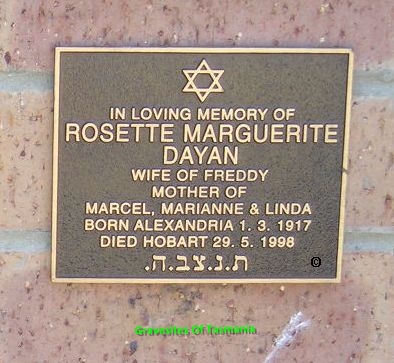 IN LOVING MEMORY OF
ROSETTE MARGUERITE
DAYAN
WIFE OF FREDDY
MOTHER OF
MARCEL, MARIANNE & LINDA
BORN ALEXANDRIA 1. 3. 1917
DIED HOBART 29. 5. 1998
ת.נ.צ.ב.ה.
©
Gravesites Of Tasmania